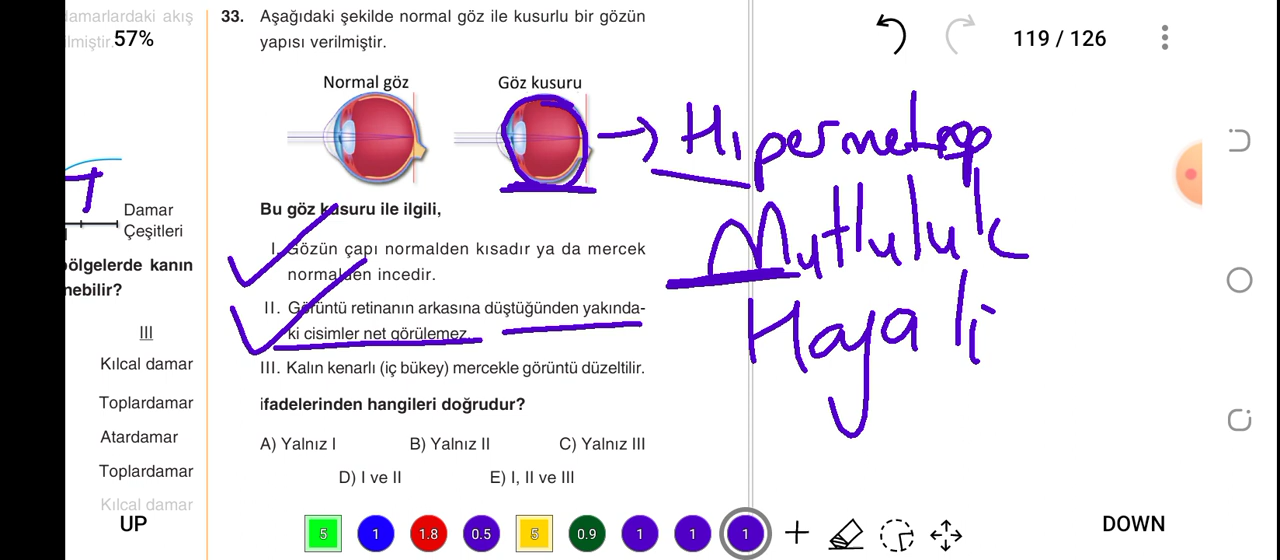 damarlardaki akış
ilmiştir.
57%
33. Aşağıdaki şekilde normal göz ile kusurlu bir gözün
yapısı verilmiştir.
119 / 126
Normal göz
Göz kusuru
Hipermetrop
Mutluluk
Hayali
Damar
Çeşitleri
bölgelerde kanın
nebilir?
III
Kılcal damar
Toplardamar
Atardamar
Toplardamar
Kılcal damar
Bu göz kusuru ile ilgili,
I. Gözün çapı normalden kısadır ya da mercek
normalden incedir.
II. Görüntü retinanın arkasına düştüğünden yakında-
ki cisimler net görülemez.
III. Kalın kenarlı (iç bükey) mercekle görüntü düzeltilir.
ifadelerinden hangileri doğrudur?
A) Yalnız I B) Yalnız II C) Yalnız III
D) I ve II E) I, II ve III
UP
5 1 1.8 0.5 5 0.9 1 1 1
DOWN